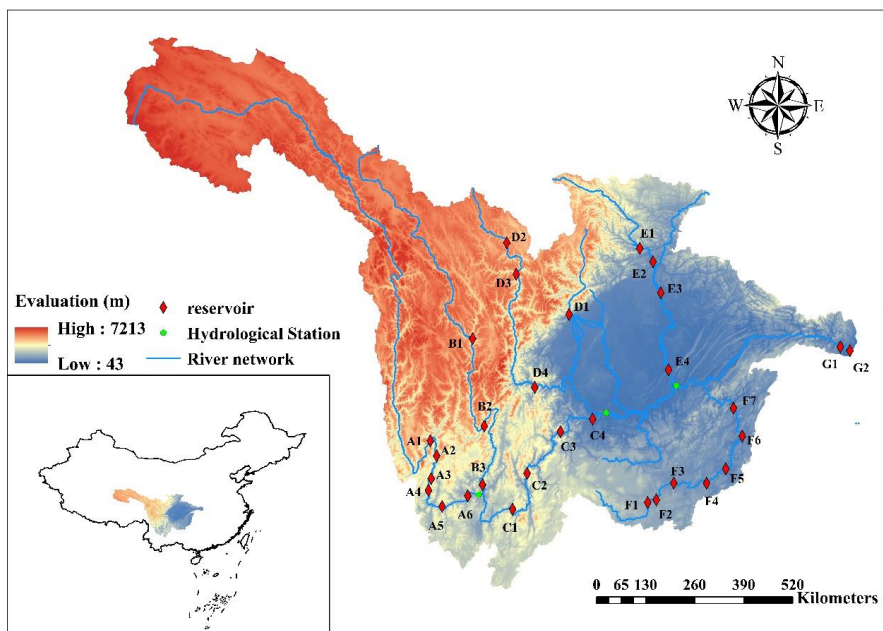 N
W E
S
E1
D2
E2
D3
E3
Evaluation (m)
reservoir
D1
High : 7213
Hydrological Station
Low : 43
River network
B1
G1 G2
E4
D4
F7
B2
C4
A1
C3
F6
A2
B3
C2
F3
F5
A3
A4
F4
A6
F1
F2
A5
C1
0 65 130 260 390 520
Kilometers